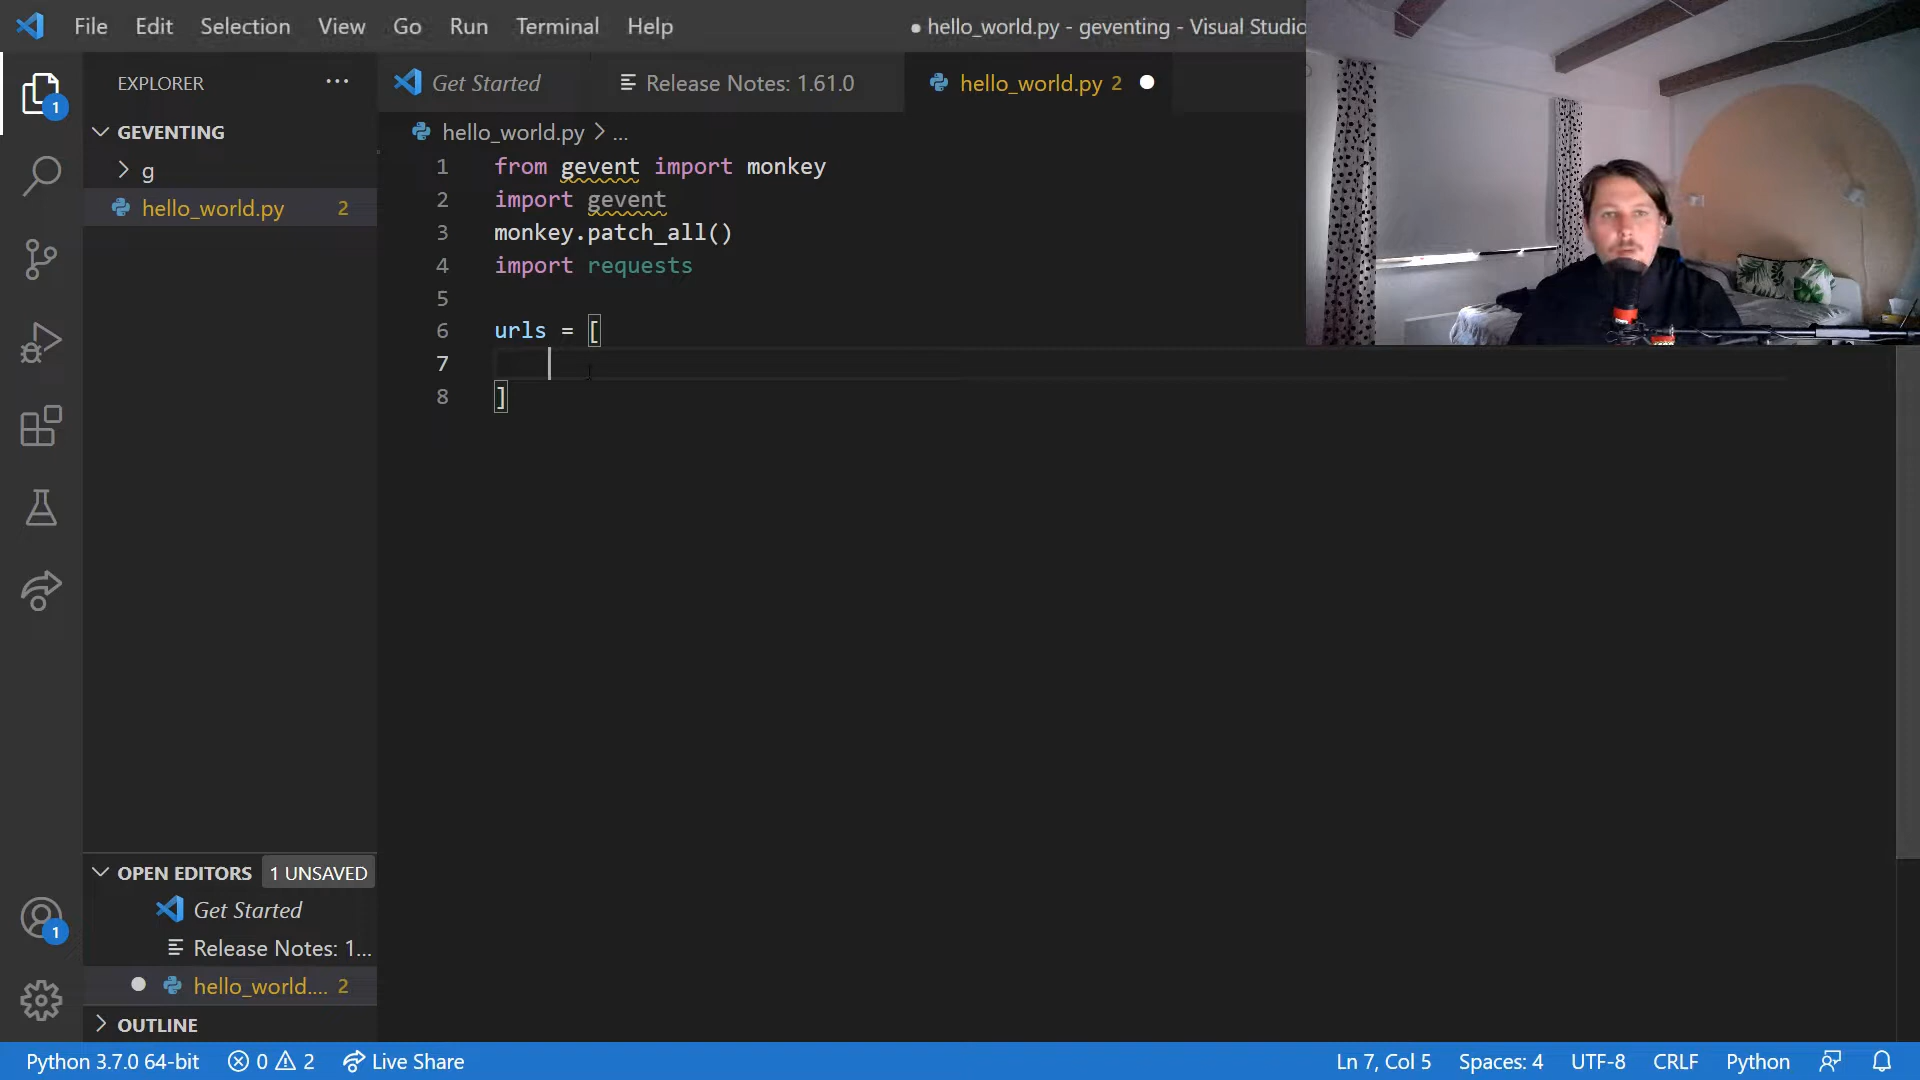 File Edit Selection View Go Run Terminal Help
● hello_world.py - geventing - Visual Studio
EXPLORER ···
Get Started
Release Notes: 1.61.0
hello_world.py 2
1
GEVENTING
g
hello_world.py 2
hello_world.py > ...
1 from gevent import monkey
2 import gevent
3 monkey.patch_all()
4 import requests
5
6 urls = [
7
8 ]
OPEN EDITORS 1 UNSAVED
Get Started
Release Notes: 1...
hello_world.... 2
1
OUTLINE
Python 3.7.0 64-bit 0 2 Live Share
Ln 7, Col 5 Spaces: 4 UTF-8 CRLF Python